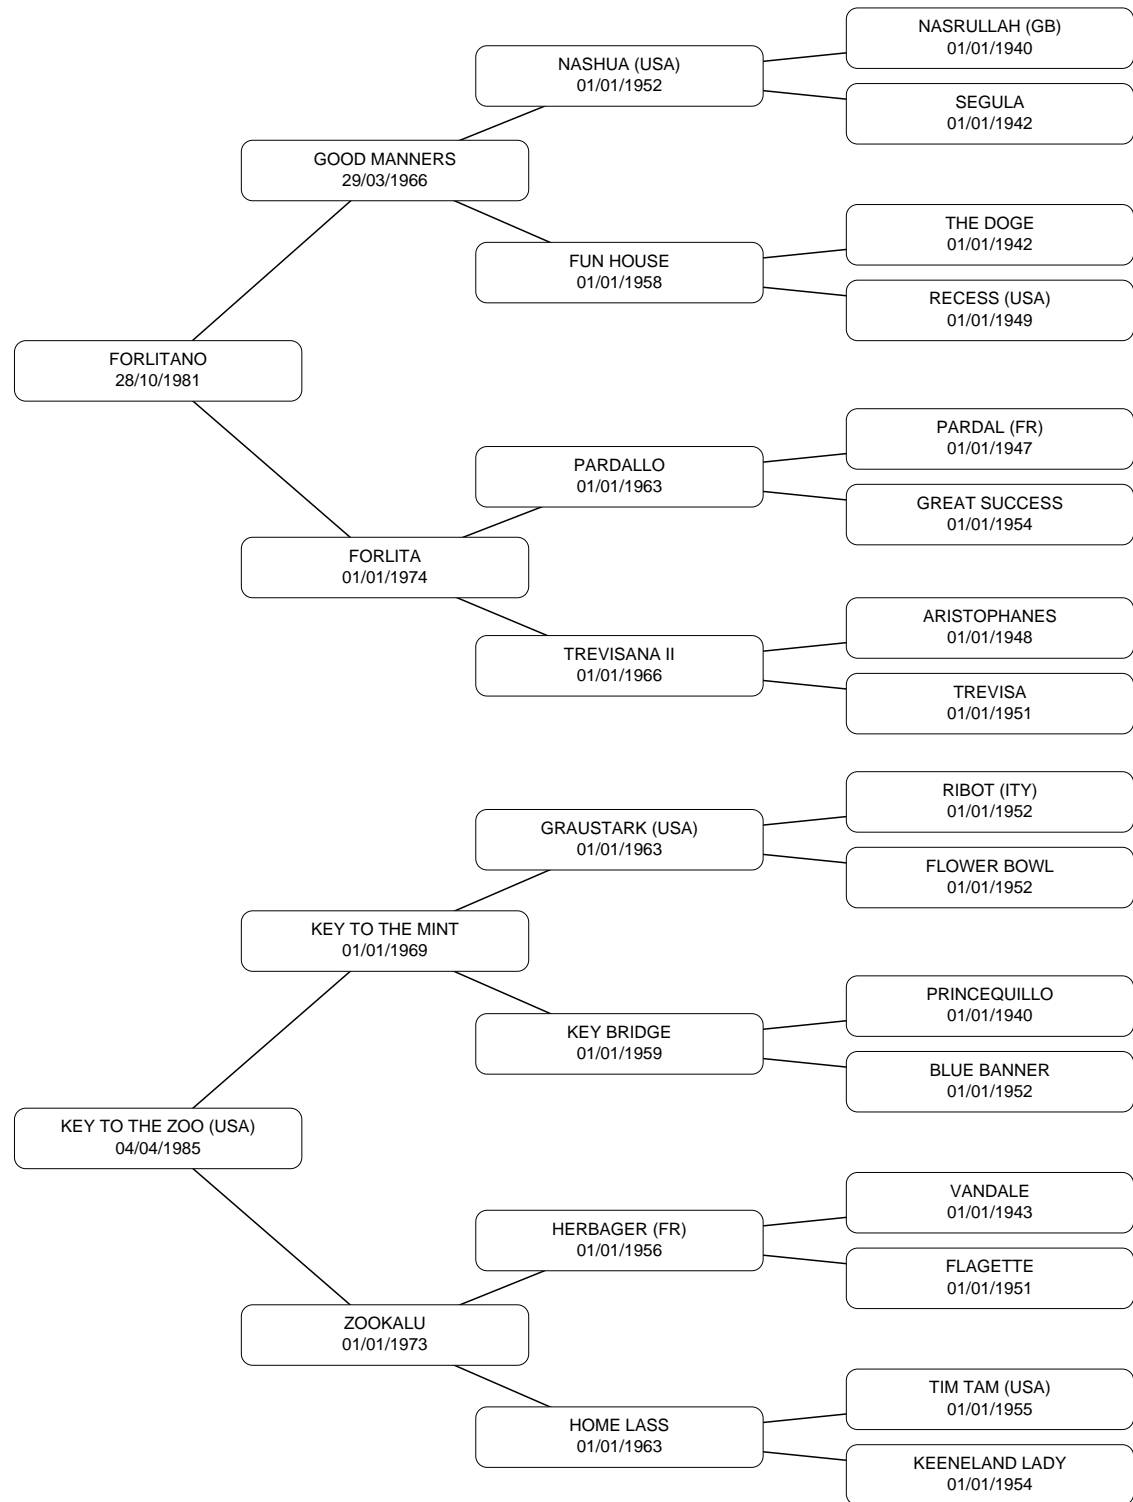 NASRULLAH (GB)
01/01/1940
NASHUA (USA)
01/01/1952
SEGULA
01/01/1942
GOOD MANNERS
29/03/1966
THE DOGE
01/01/1942
FUN HOUSE
01/01/1958
RECESS (USA)
01/01/1949
FORLITANO
28/10/1981
PARDAL (FR)
01/01/1947
PARDALLO
01/01/1963
GREAT SUCCESS
01/01/1954
FORLITA
01/01/1974
ARISTOPHANES
01/01/1948
TREVISANA II
01/01/1966
TREVISA
01/01/1951
RIBOT (ITY)
01/01/1952
GRAUSTARK (USA)
01/01/1963
FLOWER BOWL
01/01/1952
KEY TO THE MINT
01/01/1969
PRINCEQUILLO
01/01/1940
KEY BRIDGE
01/01/1959
BLUE BANNER
01/01/1952
KEY TO THE ZOO (USA)
04/04/1985
VANDALE
01/01/1943
HERBAGER (FR)
01/01/1956
FLAGETTE
01/01/1951
ZOOKALU
01/01/1973
TIM TAM (USA)
01/01/1955
HOME LASS
01/01/1963
KEENELAND LADY
01/01/1954